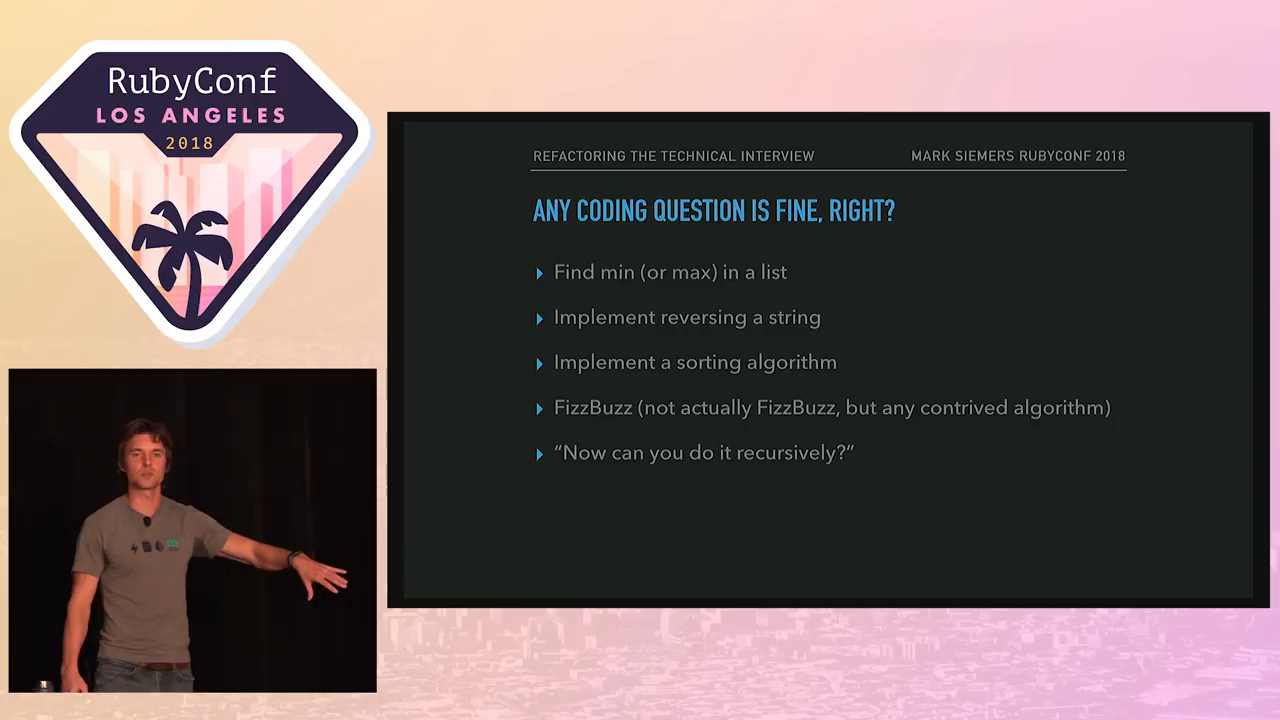 RubyConf
LOS ANGELES
2018
REFACTORING THE TECHNICAL INTERVIEW
MARK SIEMERS RUBYCONF 2018
ANY CODING QUESTION IS FINE, RIGHT?
Find min (or max) in a list
Implement reversing a string
Implement a sorting algorithm
FizzBuzz (not actually FizzBuzz, but any contrived algorithm)
“Now can you do it recursively?”